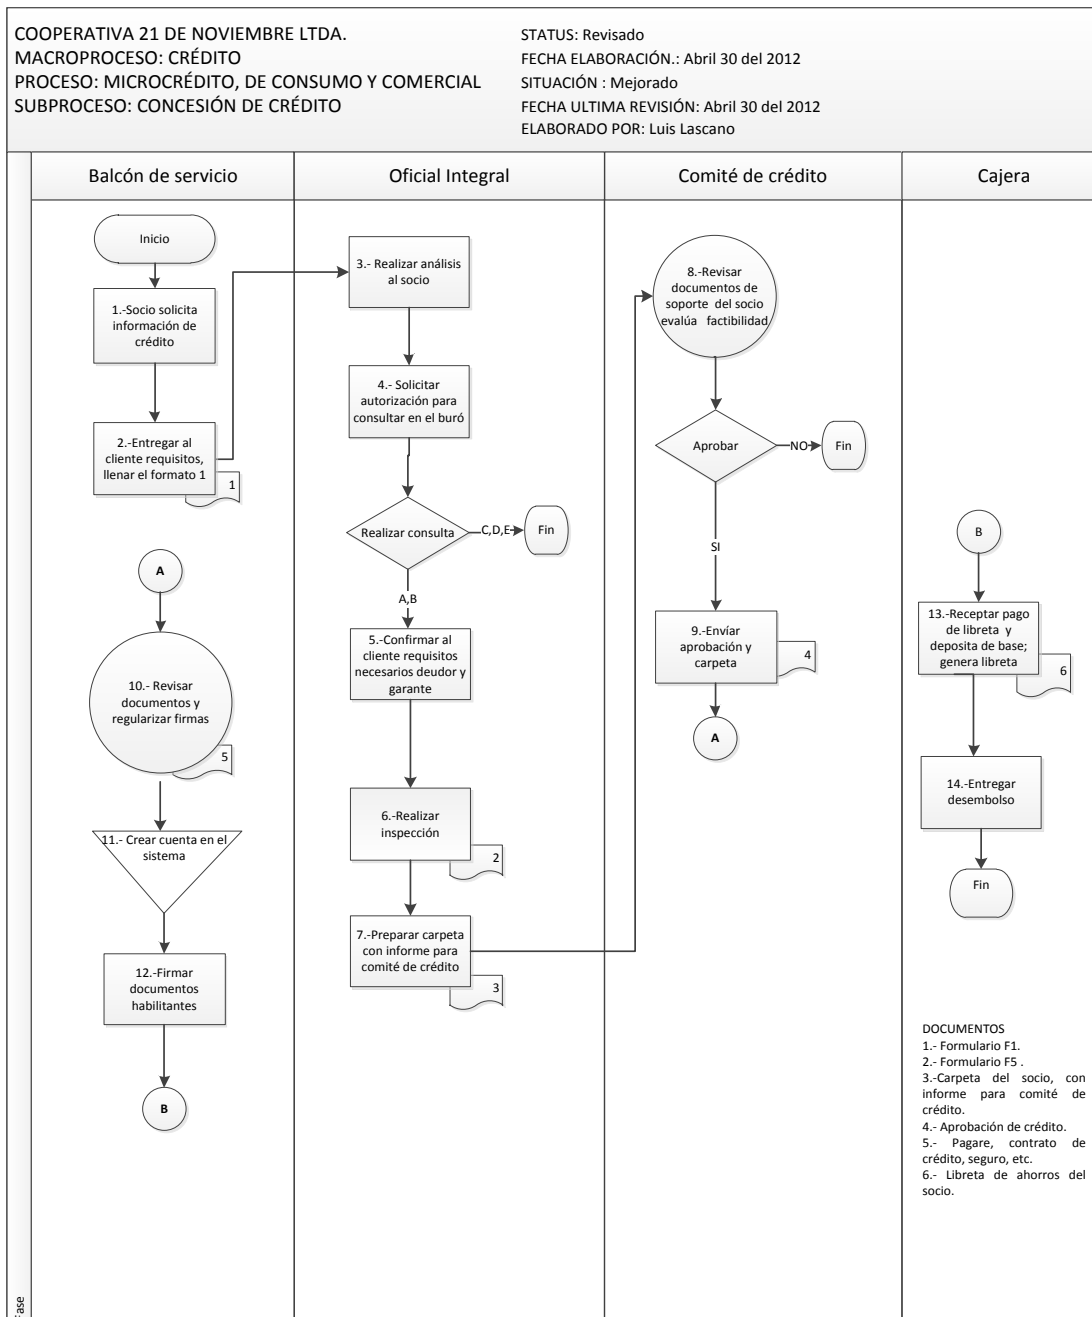 COOPERATIVA 21 DE NOVIEMBRE LTDA.
MACROPROCESO: CRÉDITO
PROCESO: MICROCRÉDITO, DE CONSUMO Y COMERCIAL
SUBPROCESO: CONCESIÓN DE CRÉDITO
STATUS: Revisado
FECHA ELABORACIÓN.: Abril 30 del 2012
SITUACIÓN : Mejorado
FECHA ULTIMA REVISIÓN: Abril 30 del 2012
ELABORADO POR: Luis Lascano
Balcón de servicio
Oficial Integral
Comité de crédito
Cajera
Inicio
1.-Socio solicita
información de
crédito
2.-Entregar al
cliente requisitos,
llenar el formato 1
1
A
10.- Revisar
documentos y
regularizar firmas
5
11.- Crear cuenta en el
sistema
12.-Firmar
documentos
habilitantes
B
3.- Realizar análisis
al socio
4.- Solicitar
autorización para
consultar en el buró
Realizar consulta
C,D,E
Fin
A,B
5.-Confirmar al
cliente requisitos
necesarios deudor y
garante
6.-Realizar
inspección
2
7.-Preparar carpeta
con informe para
comité de crédito
3
8.-Revisar
documentos de
soporte del socio
evalúa factibilidad
Aprobar
NO
Fin
SI
9.-Envíar
aprobación y
carpeta
4
A
B
13.-Receptar pago
de libreta y
deposita de base;
genera libreta
6
14.-Entregar
desembolso
Fin
DOCUMENTOS
1.- Formulario F1.
2.- Formulario F5 .
3.-Carpeta del socio, con
informe para comité de
crédito.
4.- Aprobación de crédito.
5.- Pagare, contrato de
crédito, seguro, etc.
6.- Libreta de ahorros del
socio.
Fase